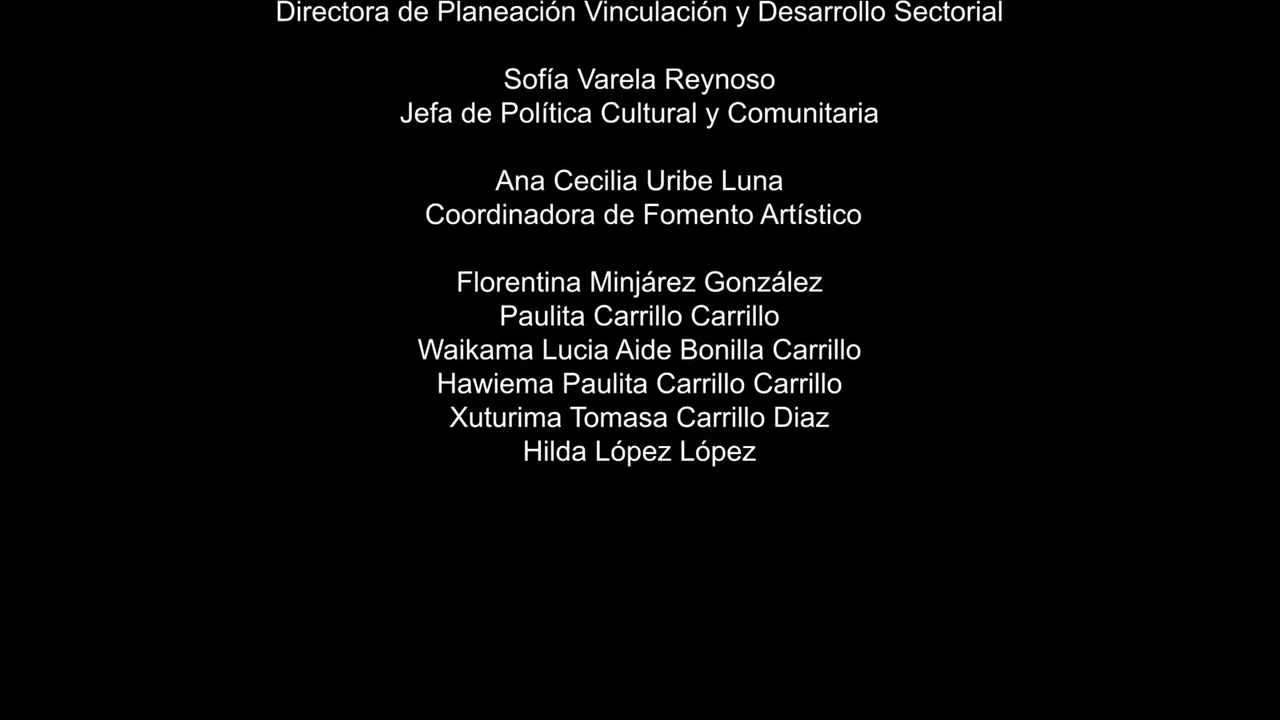 Directora de Planeación Vinculación y Desarrollo Sectorial
Sofía Varela Reynoso
Jefa de Política Cultural y Comunitaria
Ana Cecilia Uribe Luna
Coordinadora de Fomento Artístico
Florentina Minjárez González
Paulita Carrillo Carrillo
Waikama Lucia Aide Bonilla Carrillo
Hawiema Paulita Carrillo Carrillo
Xuturima Tomasa Carrillo Diaz
Hilda López López